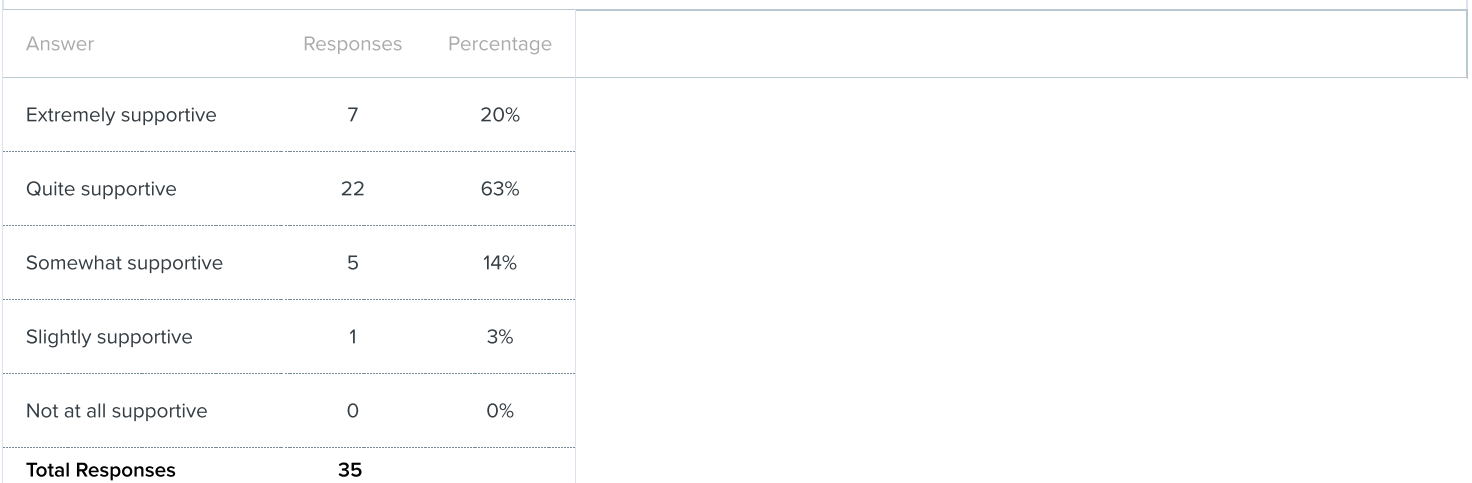 Answer Responses Percentage
Extremely supportive 7 20%
Quite supportive 22 63%
Somewhat supportive 5 14%
Slightly supportive 1 3%
Not at all supportive 0 0%
Total Responses 35